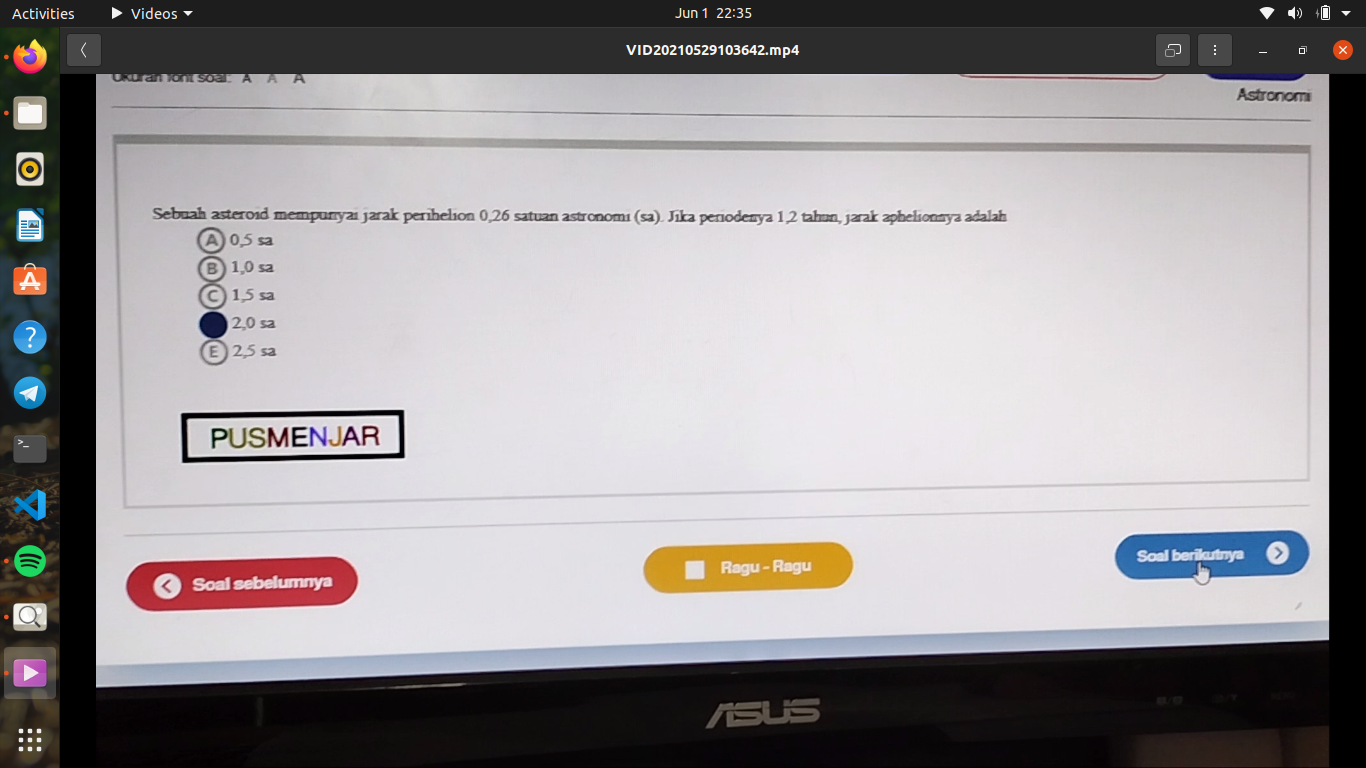 Activities
Videos
Jun 1 22:35
VID20210529103642.mp4
Ukuran font soal: A A A
Astronomi
Sebuah asteroid mempunyai jarak perihelion 0,26 satuan astronomi (sa). Jika periodenya 1,2 tahun, jarak aphelionnya adalah
A 0,5 sa
B 1,0 sa
C 1,5 sa
2,0 sa
E 2,5 sa
PUSMENJAR
Soal sebelumnya
Ragu - Ragu
Soal berikutnya
ASUS